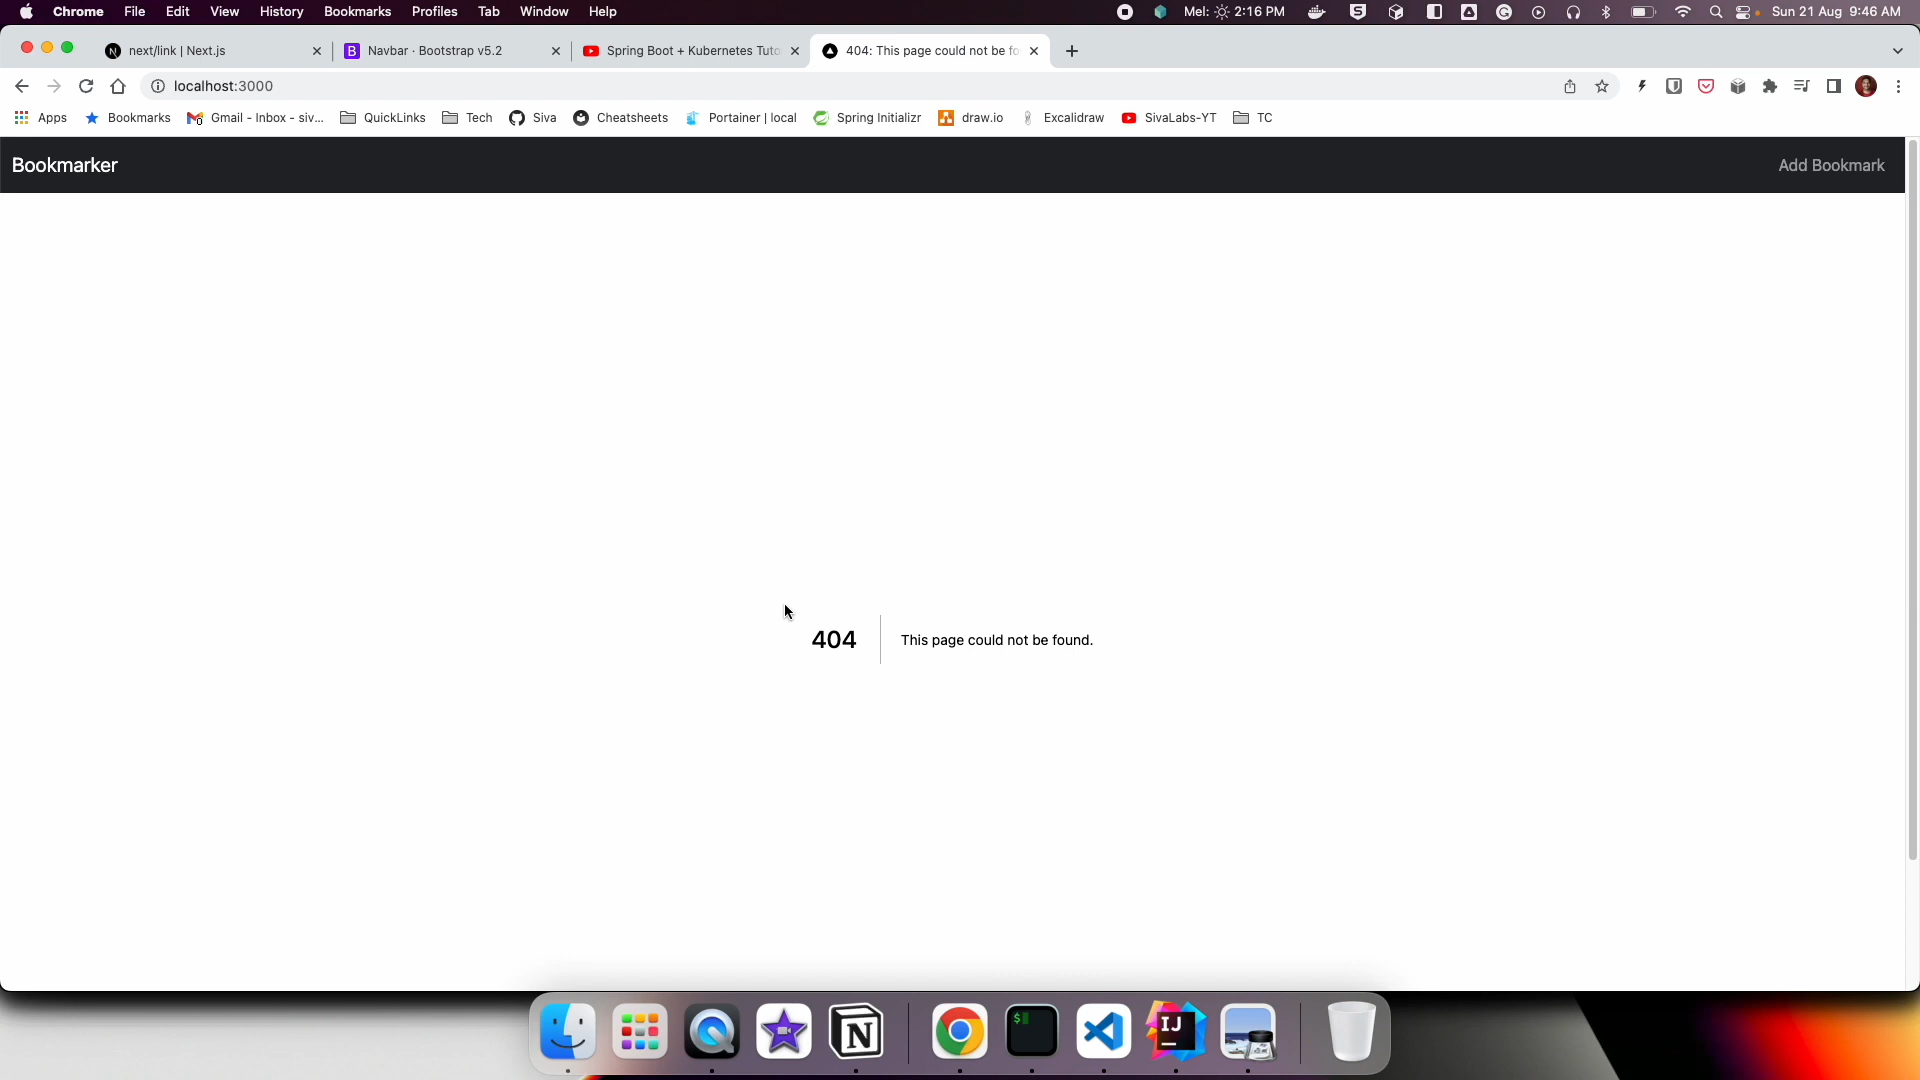 Chrome File Edit View History Bookmarks Profiles Tab Window Help Mel: 2:16 PM Sun 21 Aug 9:46 AM
next/link | Next.js Navbar · Bootstrap v5.2 Spring Boot + Kubernetes Tuto 404: This page could not be fo
localhost:3000
Apps Bookmarks Gmail - Inbox - siv... QuickLinks Tech Siva Cheatsheets Portainer | local Spring Initializr draw.io Excalidraw SivaLabs-YT TC
Bookmarker Add Bookmark
404 This page could not be found.